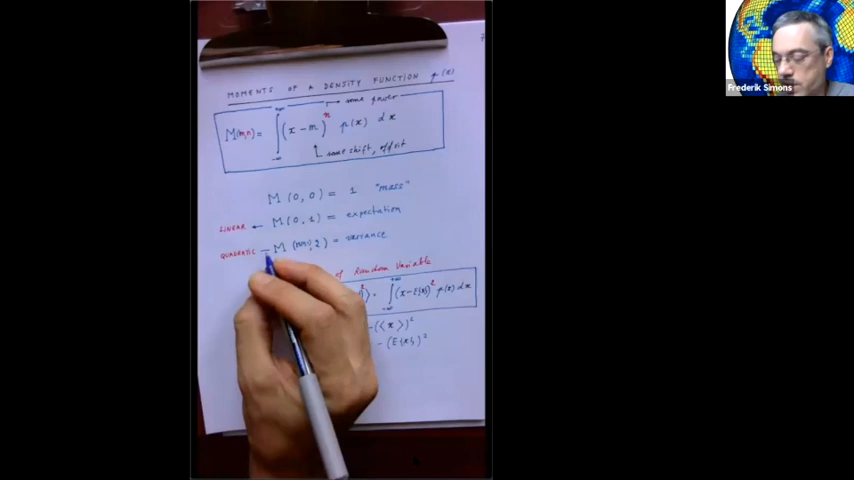 MOMENTS OF A DENSITY FUNCTION p(x)
→ some power
M(m,n) = ∫_{-∞}^{+∞} (x - m)^n p(x) dx
some shift, offset
M (0,0) = 1 "mass"
LINEAR ← M (0,1) = expectation
QUADRATIC — M ( , 2) = variance
of Random Variable
)²⟩ = ∫_{-∞}^{+∞} (x - E{x})² p(x) dx
- (⟨x⟩)²
- (E{x})²
Frederik Simons